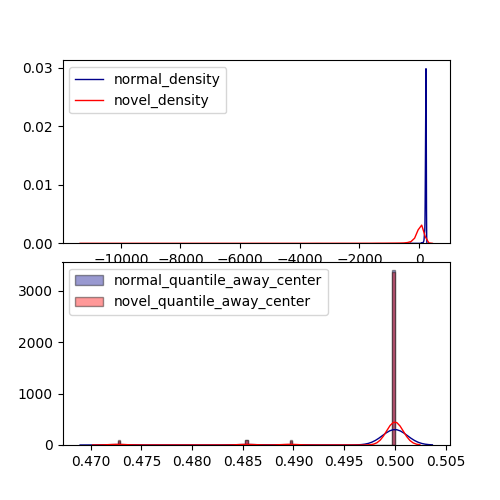 0.03
0.02
0.01
0.00
normal_density
novel_density
−10000 −8000 −6000 −4000 −2000 0
3000
2000
1000
0
normal_quantile_away_center
novel_quantile_away_center
0.470 0.475 0.480 0.485 0.490 0.495 0.500 0.505